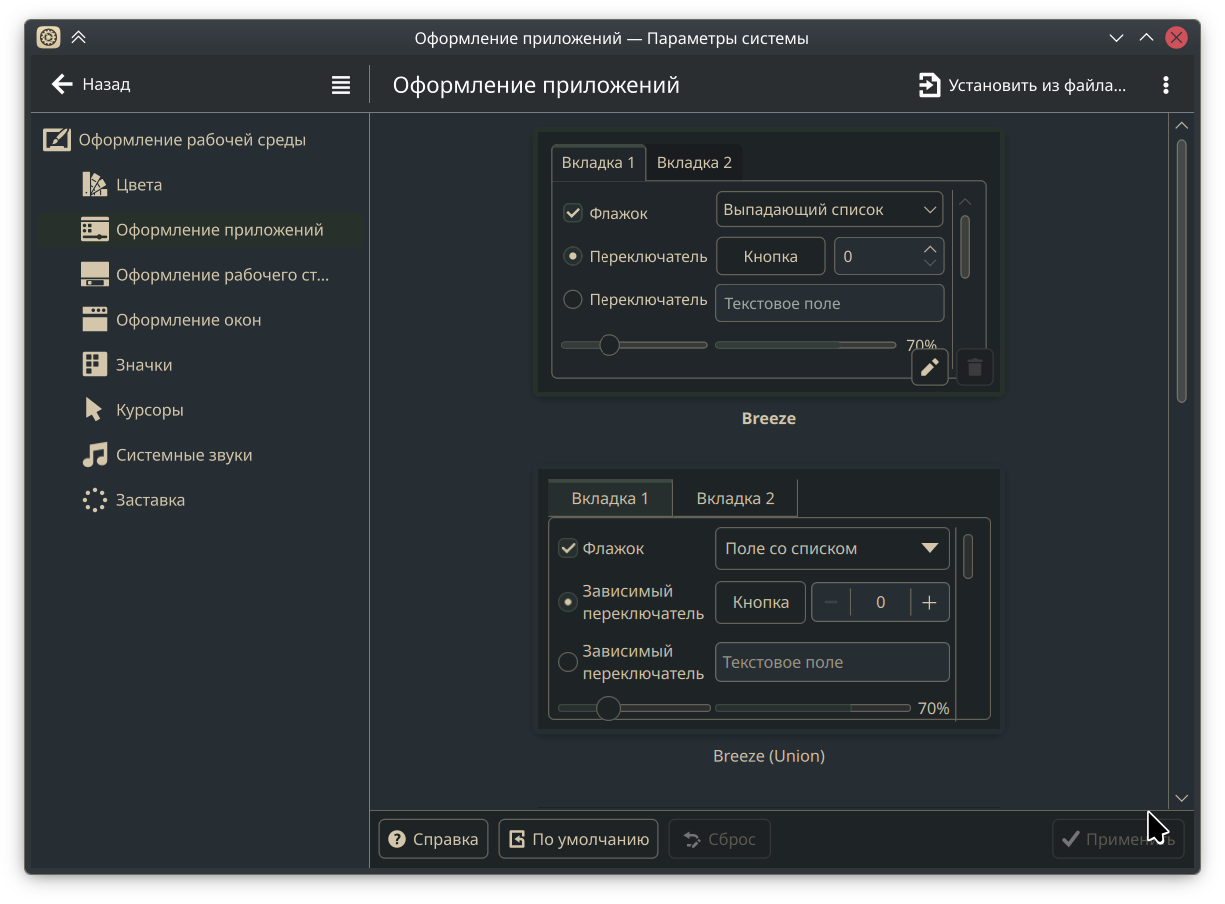 Оформление приложений — Параметры системы
Назад
Оформление приложений
Установить из файла...
Оформление рабочей среды
Цвета
Оформление приложений
Оформление рабочего ст...
Оформление окон
Значки
Курсоры
Системные звуки
Заставка
Вкладка 1
Вкладка 2
Флажок
Выпадающий список
Переключатель
Кнопка
0
Переключатель
Текстовое поле
70%
Breeze
Вкладка 1
Вкладка 2
Флажок
Поле со списком
Зависимый
переключатель
Кнопка
0
Зависимый
переключатель
Текстовое поле
70%
Breeze (Union)
Справка
По умолчанию
Сброс
Применить